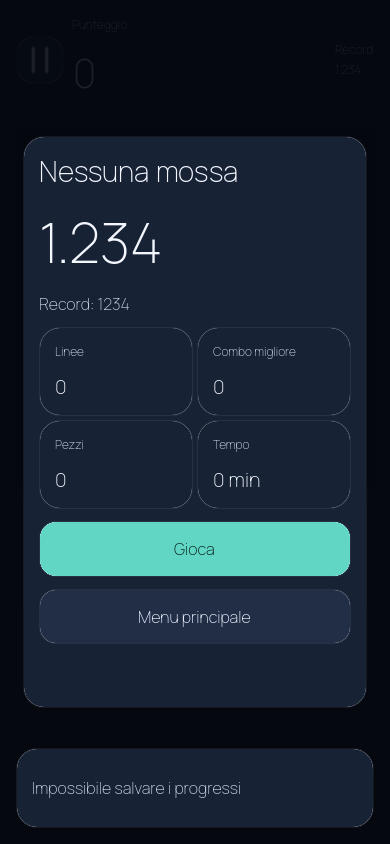 Punteggio
0
Record
1234
Nessuna mossa
1.234
Record: 1234
Linee
0
Combo migliore
0
Pezzi
0
Tempo
0 min
Gioca
Menu principale
Impossibile salvare i progressi